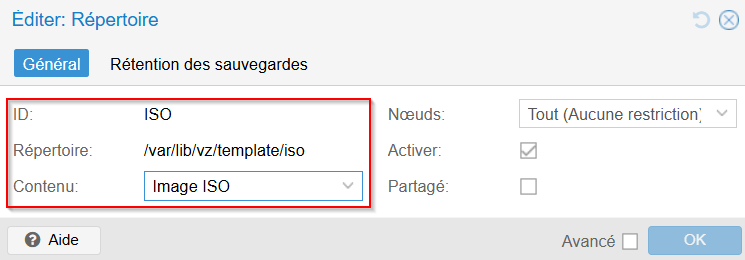 Éditer: Répertoire
Général Rétention des sauvegardes
ID: ISO Nœuds: Tout (Aucune restriction)
Répertoire: /var/lib/vz/template/iso Activer:
Contenu: Image ISO Partagé:
Aide Avancé OK